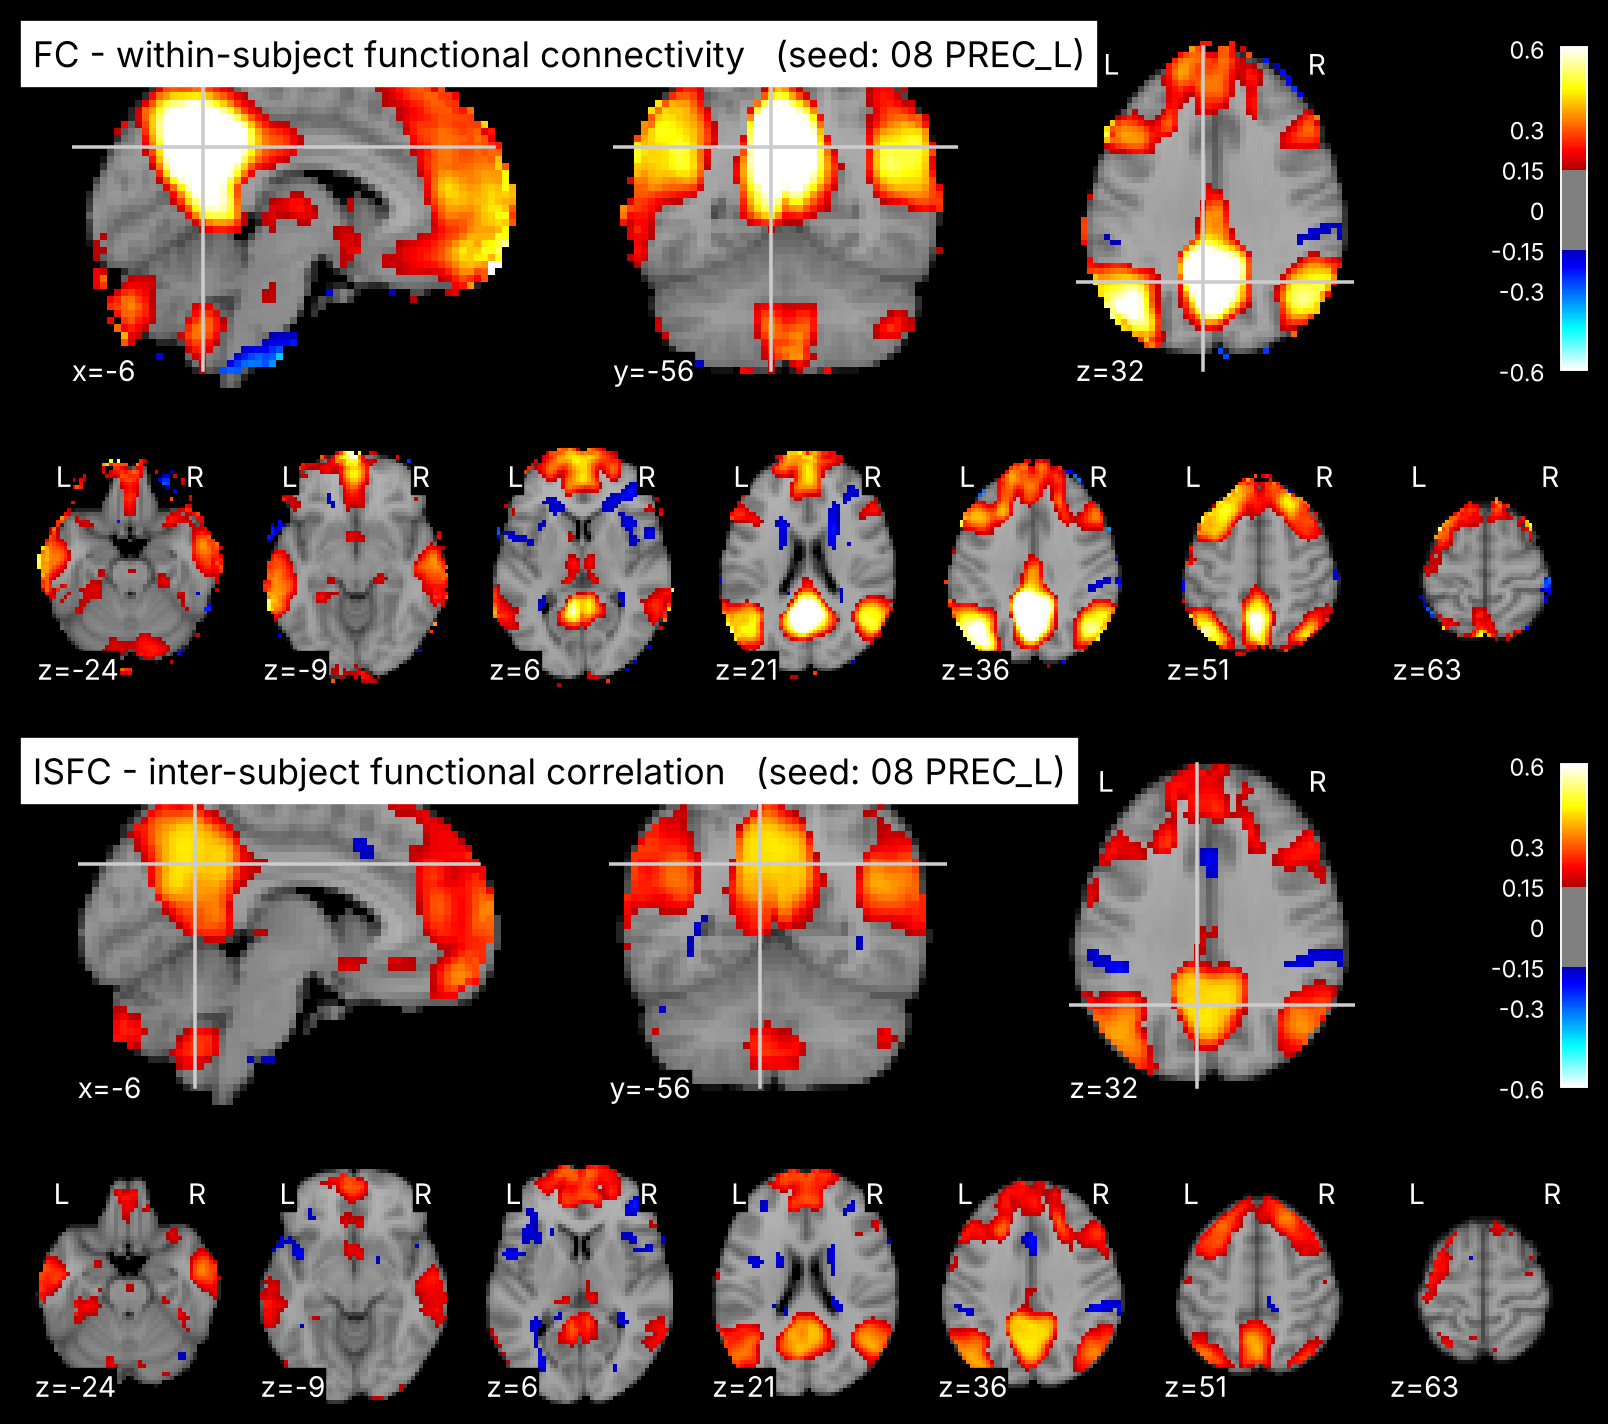 FC - within-subject functional connectivity (seed: 08 PREC_L)
L R
0.6
0.3
0.15
0
-0.15
-0.3
-0.6
x=-6 y=-56 z=32
L R L R L R L R L R L R L R
z=-24 z=-9 z=6 z=21 z=36 z=51 z=63
ISFC - inter-subject functional correlation (seed: 08 PREC_L)
L R
0.6
0.3
0.15
0
-0.15
-0.3
-0.6
x=-6 y=-56 z=32
L R L R L R L R L R L R L R
z=-24 z=-9 z=6 z=21 z=36 z=51 z=63